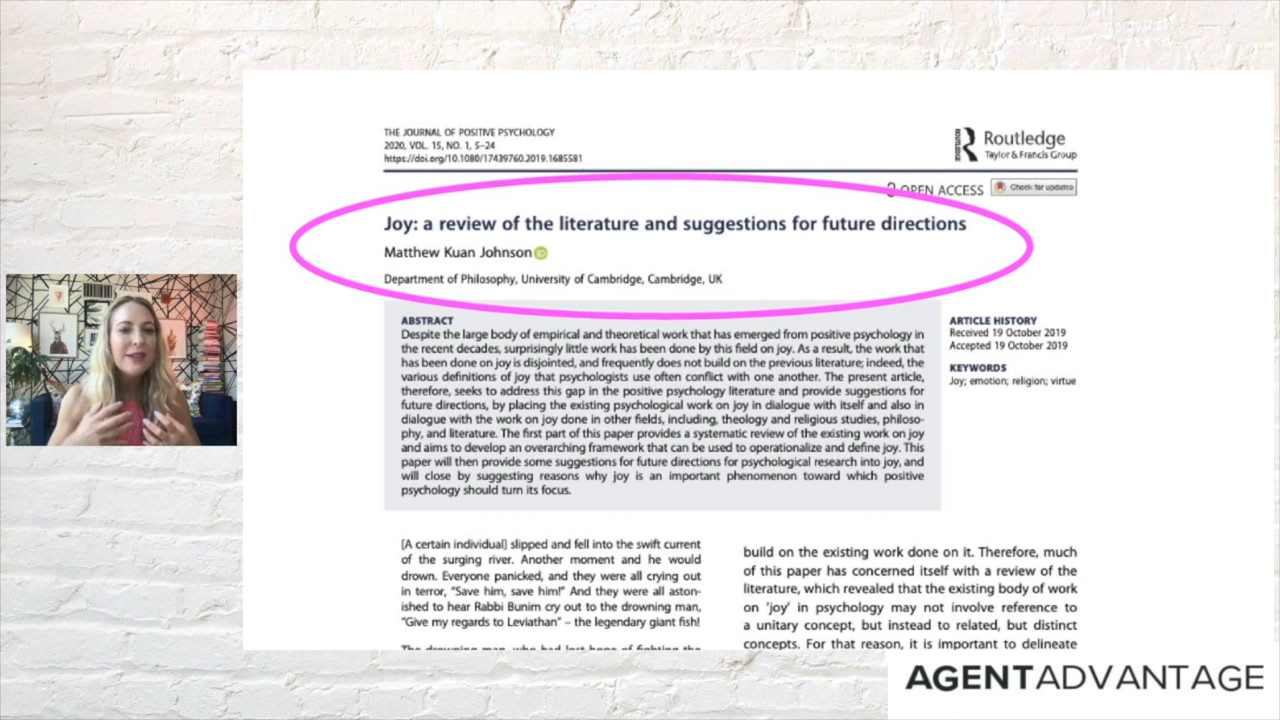 THE JOURNAL OF POSITIVE PSYCHOLOGY
2020, VOL. 15, NO. 1, 5–24
https://doi.org/10.1080/17439760.2019.1685581
ROUTLEDGE
Routledge
Taylor & Francis Group
OPEN ACCESS
Check for updates
Joy: a review of the literature and suggestions for future directions
Matthew Kuan Johnson
Department of Philosophy, University of Cambridge, Cambridge, UK
ABSTRACT
Despite the large body of empirical and theoretical work that has emerged from positive psychology in
the recent decades, surprisingly little work has been done by this field on joy. As a result, the work that
has been done on joy is disjointed, and frequently does not build on the previous literature; indeed, the
various definitions of joy that psychologists use often conflict with one another. The present article,
therefore, seeks to address this gap in the positive psychology literature and provide suggestions for
future directions, by placing the existing psychological work on joy in dialogue with itself and also in
dialogue with the work on joy done in other fields, including, theology and religious studies, philoso-
phy, and literature. The first part of this paper provides a systematic review of the existing work on joy
and aims to develop an overarching framework that can be used to operationalize and define joy. This
paper will then provide some suggestions for future directions for psychological research into joy, and
will close by suggesting reasons why joy is an important phenomenon toward which positive
psychology should turn its focus.
ARTICLE HISTORY
Received 19 October 2019
Accepted 19 October 2019
KEYWORDS
Joy; emotion; religion; virtue
[A certain individual] slipped and fell into the swift current
of the surging river. Another moment and he would
drown. Everyone panicked, and they were all crying out
in terror, “Save him, save him!” And they were all aston-
ished to hear Rabbi Bunim cry out to the drowning man,
“Give my regards to Leviathan” – the legendary giant fish!
The drowning man, who had lost hope of fighting the
build on the existing work done on it. Therefore, much
of this paper has concerned itself with a review of the
literature, which revealed that the existing body of work
on ‘joy’ in psychology may not involve reference to
a unitary concept, but instead to related, but distinct
concepts. For that reason, it is important to delineate
AGENTADVANTAGE